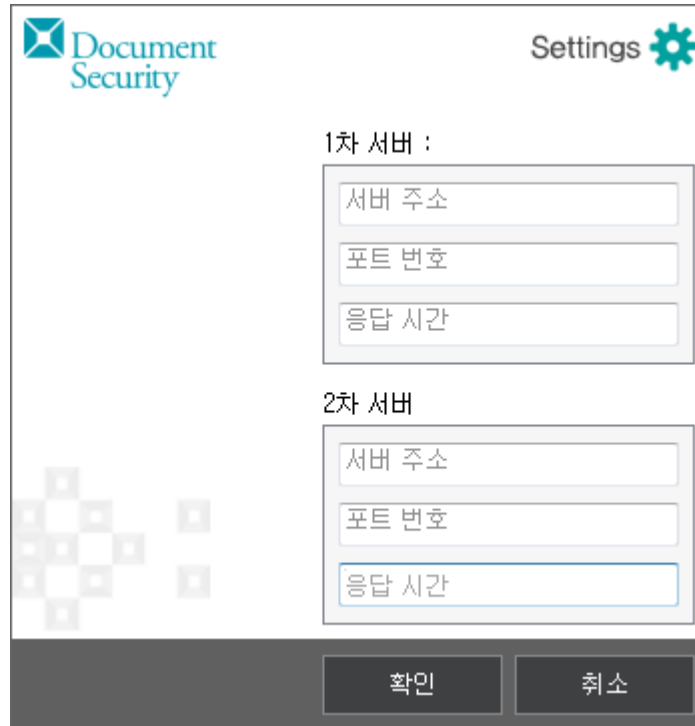 Document
Security
Settings
1차 서버 :
서버 주소
포트 번호
응답 시간
2차 서버
서버 주소
포트 번호
응답 시간
확인
취소